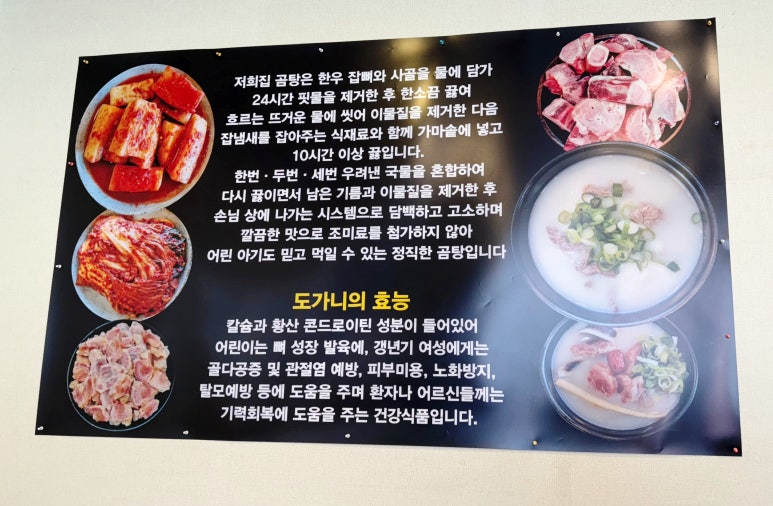 저희집 곰탕은 한우 잡뼈와 사골을 물에 담가
24시간 핏물을 제거한 후 한소끔 끓여
흐르는 뜨거운 물에 씻어 이물질을 제거한 다음
잡냄새를 잡아주는 식재료와 함께 가마솥에 넣고
10시간 이상 끓입니다.
한번·두번·세번 우려낸 국물을 혼합하여
다시 끓이면서 남은 기름과 이물질을 제거한 후
손님 상에 나가는 시스템으로 담백하고 고소하며
깔끔한 맛으로 조미료를 첨가하지 않아
어린 아기도 믿고 먹일 수 있는 정직한 곰탕입니다
도가니의 효능
칼슘과 황산 콘드로이틴 성분이 들어있어
어린이는 뼈 성장 발육에, 갱년기 여성에게는
골다공증 및 관절염 예방, 피부미용, 노화방지,
탈모예방 등에 도움을 주며 환자나 어르신들께는
기력회복에 도움을 주는 건강식품입니다.